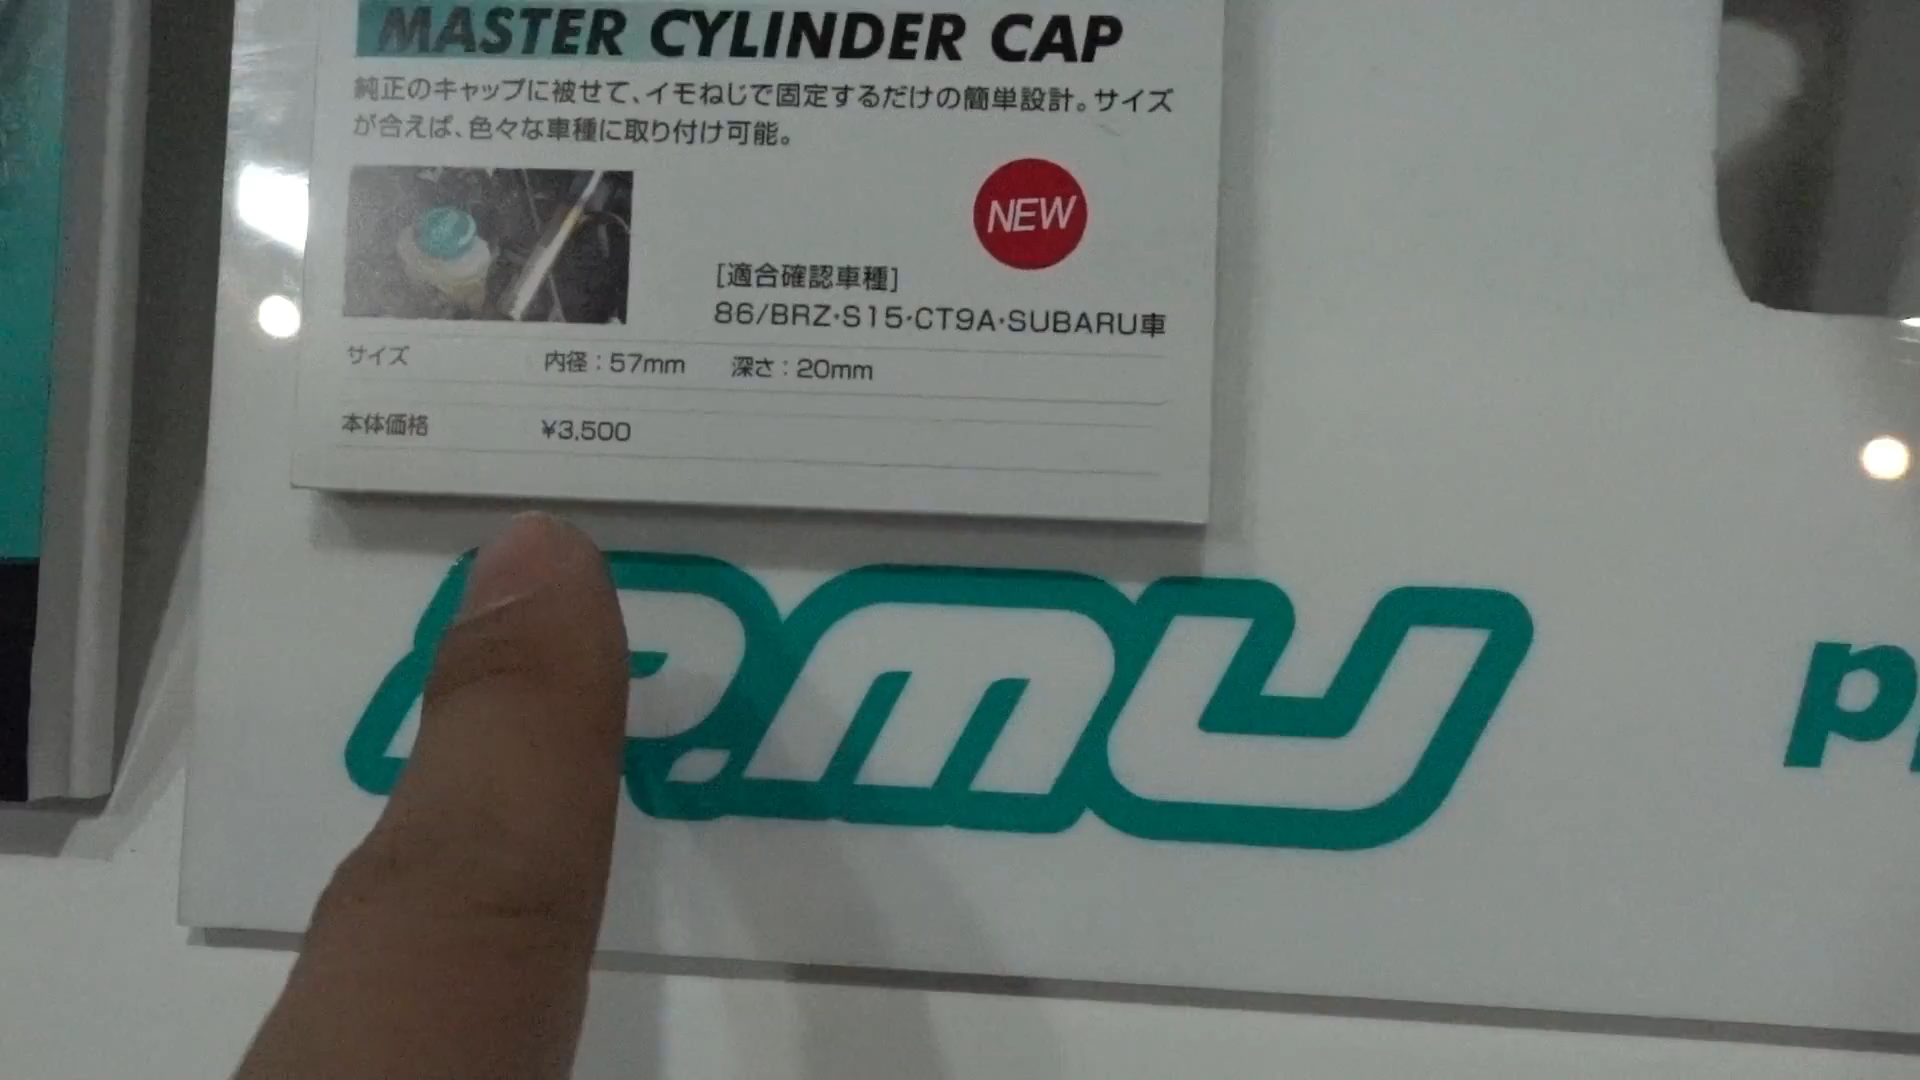 MASTER CYLINDER CAP
純正のキャップに被せて、イモねじで固定するだけの簡単設計。サイズ
が合えば、色々な車種に取り付け可能。
NEW
[適合確認車種]
86/BRZ・S15・CT9A・SUBARU車
サイズ 内径：57mm 深さ：20mm
本体価格 ¥3,500